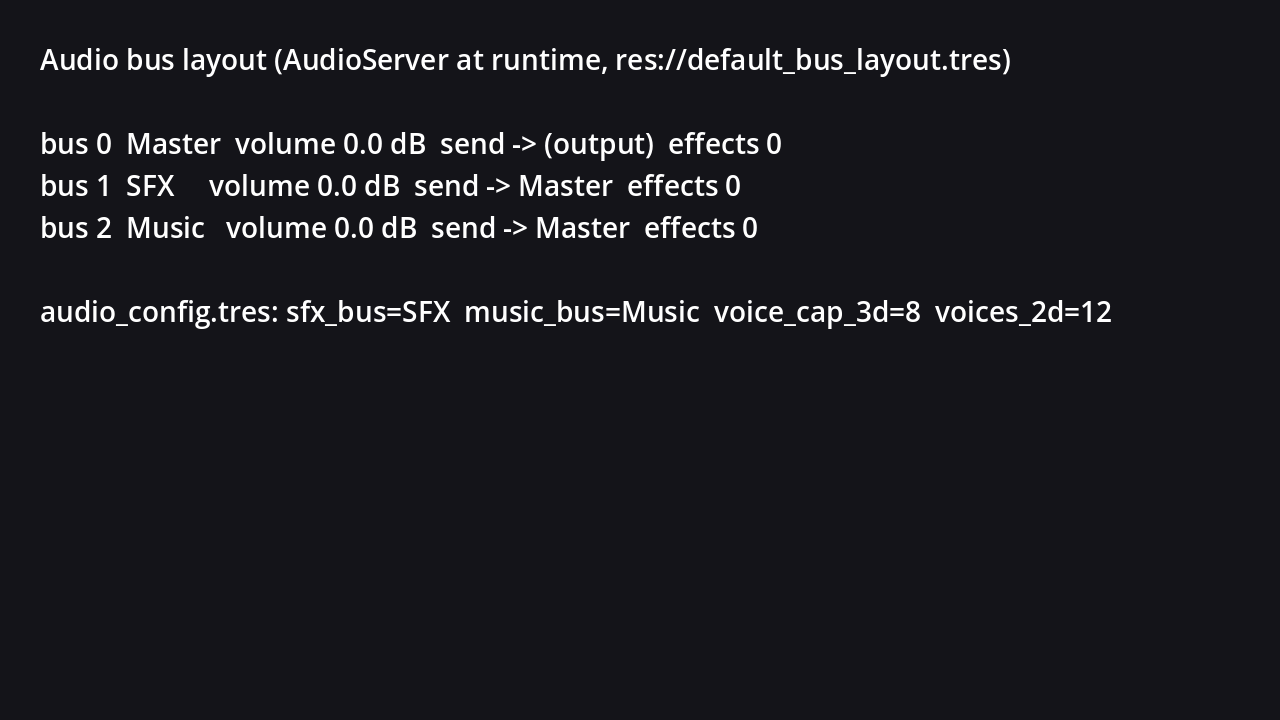 Audio bus layout (AudioServer at runtime, res://default_bus_layout.tres)
bus 0  Master  volume 0.0 dB  send -> (output)  effects 0
bus 1  SFX     volume 0.0 dB  send -> Master  effects 0
bus 2  Music   volume 0.0 dB  send -> Master  effects 0
audio_config.tres: sfx_bus=SFX  music_bus=Music  voice_cap_3d=8  voices_2d=12